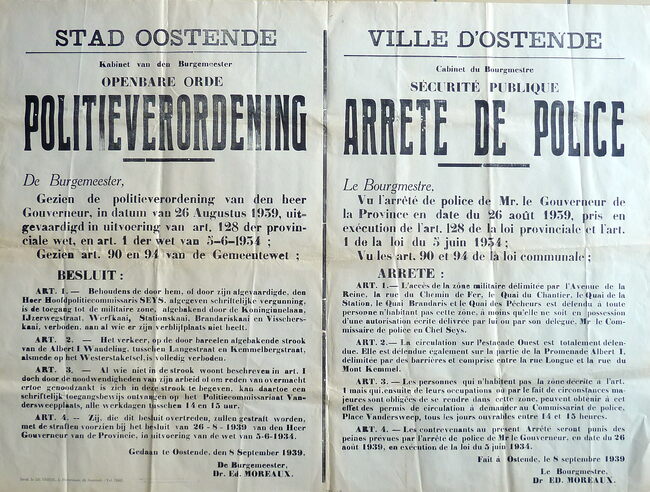 STAD OOSTENDE
Kabinet van den Burgemeester
OPENBARE ORDE
POLITIEVERORDENING
De Burgemeester,
Gezien de politieverordening van den heer
Gouverneur, in datum van 26 Augustus 1939, uit-
gevaardigd in uitvoering van art. 128 der provin-
ciale wet, en art. 1 der wet van 5-6-1934 ;
Gezien art. 90 en 94 van de Gemeentewet ;
BESLUIT :
ART. 1. — Behoudens de door hem, of door zijn afgevaardigde, den
Heer Hoofdpolitiecommissaris SEYS, afgegeven schriftelijke vergunning,
is de toegang tot de militaire zone, afgebakend door de Koninginnelaan,
IJzerwegstraat, Werfkaai, Stationskaai, Brandariskaai en Visschers-
kaai, verboden, aan al wie er zijn verblijfplaats niet heeft.
ART. 2. — Het verkeer, op de door bareelen afgebakende strook
van de Albert I Wandeling, tusschen Langestraat en Kemmelbergstraat,
alsmede op het Westerstaketsel, is volledig verboden.
ART. 3. — Al wie niet in de strook woont beschreven in art. 1
doch door de noodwendigheden van zijn arbeid of om reden van overmacht
ertoe genoodzaakt is zich in deze strook te begeven, kan daartoe een
schriftelijk toegangsbewijs ontvangen op het Politiecommissariaat Van-
dersweepplaats, alle werkdagen tusschen 14 en 15 uur.
ART. 4. — Zij, die dit besluit overtreden, zullen gestraft worden,
met de straffen voorzien bij het besluit van 26-8-1939 van den Heer
Gouverneur van de Provincie, in uitvoering van de wet van 5-6-1934.
Gedaan te Oostende, den 8 September 1939.
De Burgemeester,
Dr. Ed. MOREAUX.
VILLE D'OSTENDE
Cabinet du Bourgmestre
SÉCURITÉ PUBLIQUE
ARRETE DE POLICE
Le Bourgmestre,
Vu l'arrêté de police de Mr. le Gouverneur de
la Province en date du 26 août 1939, pris en
exécution de l'art. 128 de la loi provinciale et l'art.
1 de la loi du 5 juin 1934 ;
Vu les art. 90 et 94 de la loi communale ;
ARRETE :
ART. 1. — L'accès de la zône militaire délimitée par l'Avenue de la
Reine, la rue du Chemin de Fer, le Quai du Chantier, le Quai de la
Station, le Quai Brandaris et le Quai des Pêcheurs est défendu à toute
personne n'habitant pas cette zône, à moins qu'elle ne soit en possession
d'une autorisation écrite délivrée par lui ou par son délégué, Mr le Com-
missaire de police en Chef Seys.
ART. 2. — La circulation sur l'estacade Ouest est totalement défen-
due. Elle est défendue également sur la partie de la Promenade Albert I,
délimitée par des barrières et comprise entre la rue Longue et la rue du
Mont Kemmel.
ART. 3. — Les personnes qui n'habitent pas la zone décrite à l'art.
1 mais qui, ensuite de leurs occupations ou par le fait de circonstances ma-
jeures sont obligées de se rendre dans cette zone, peuvent obtenir à cet
effet des permis de circulation à demander au Commissariat de police,
Place Vandersweep, tous les jours ouvrables entre 14 et 15 heures.
ART. 4. — Les contrevenants au présent Arrêté seront punis des
peines prévues par l'arrêté de police de Mr le Gouverneur, en date du 26
août 1939, en exécution de la loi du 5 juin 1934.
Fait à Ostende, le 8 septembre 1939
Le Bourgmestre,
Dr ED. MOREAUX.